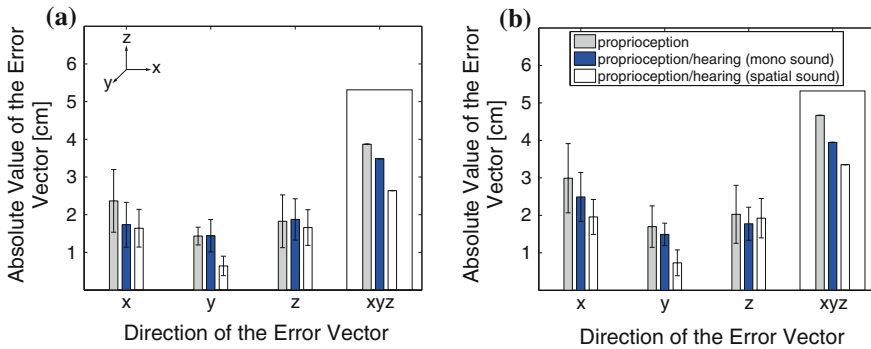 (a)
7
6
5
4
3
2
1
z
y
x
Absolute Value of the Error
Vector [cm]
x y z xyz
Direction of the Error Vector
(b)
7
6
5
4
3
2
1
proprioception
proprioception/hearing (mono sound)
proprioception/hearing (spatial sound)
Absolute Value of the Error
Vector [cm]
x y z xyz
Direction of the Error Vector